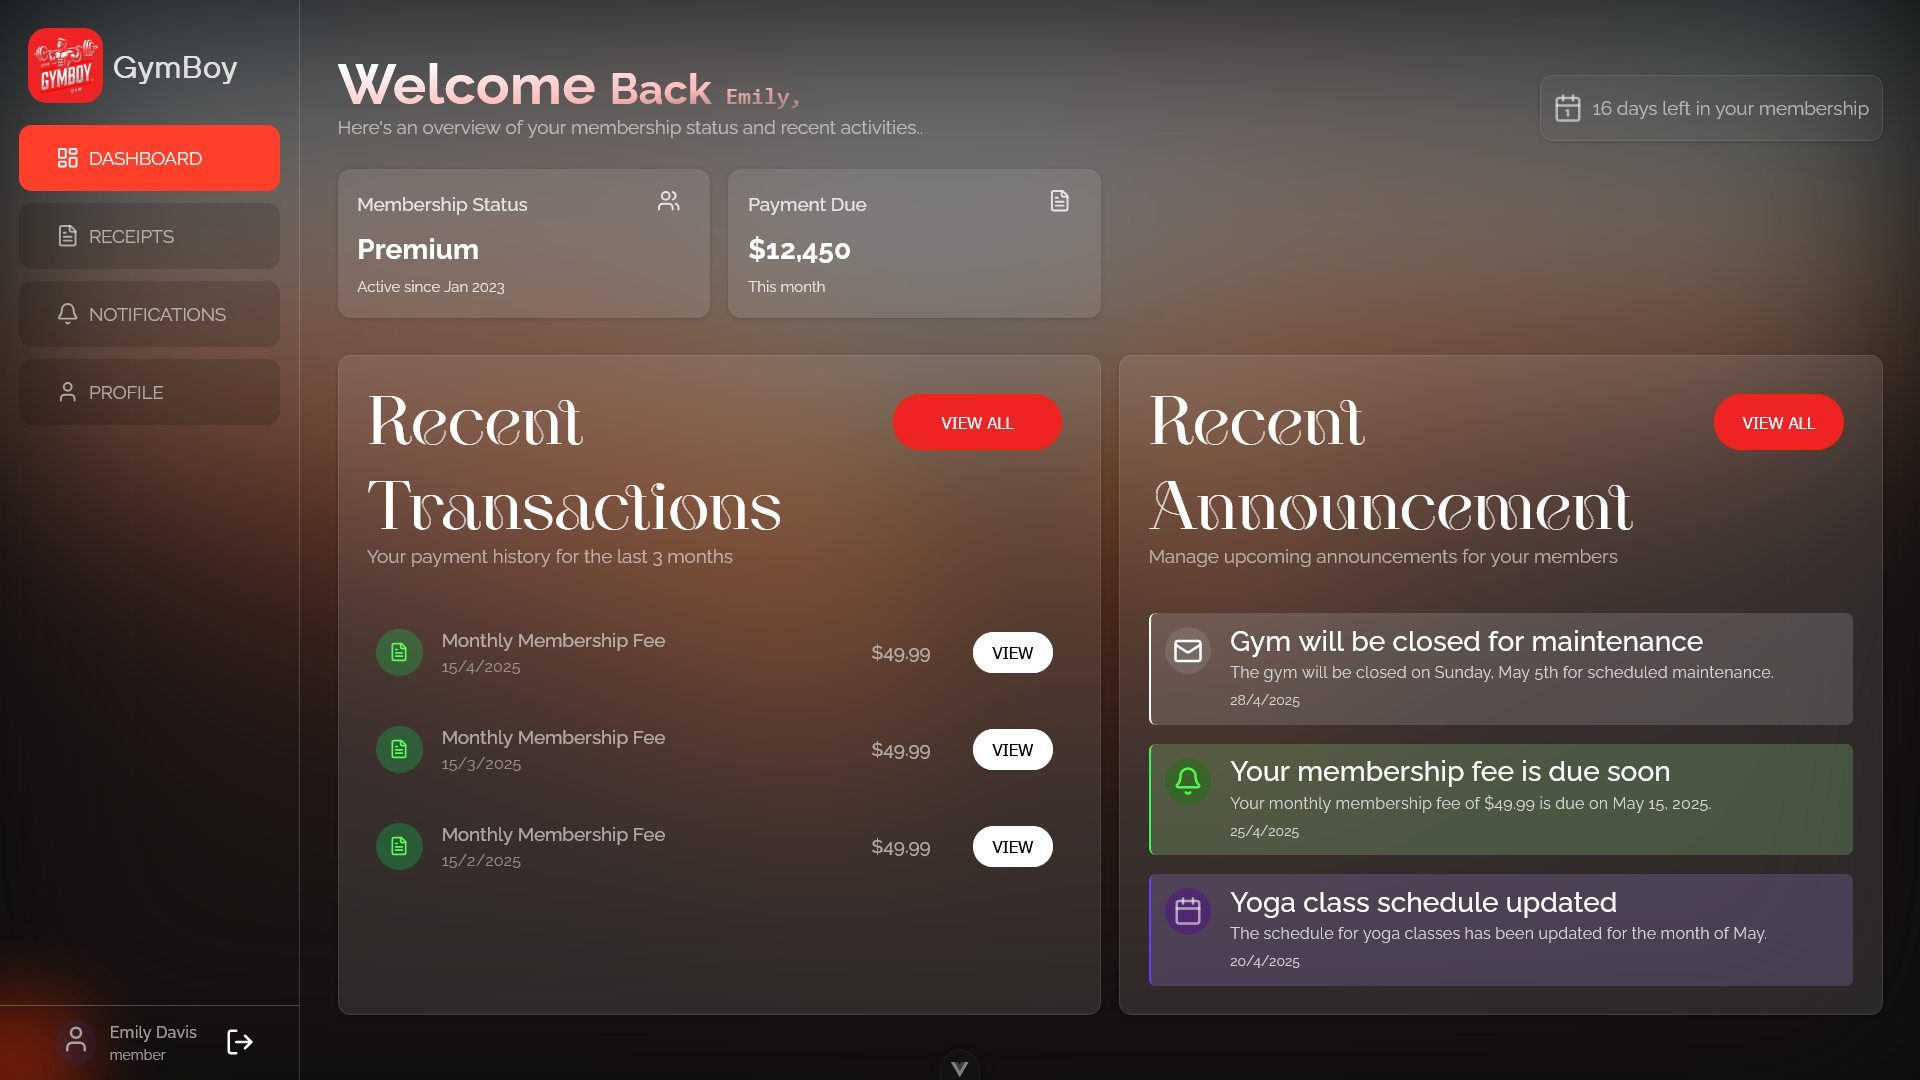 GYMBOY
GYM
GymBoy
DASHBOARD
RECEIPTS
NOTIFICATIONS
PROFILE
Emily Davis
member
Welcome Back Emily,
Here's an overview of your membership status and recent activities..
1
16 days left in your membership
Membership Status
Premium
Active since Jan 2023
Payment Due
$12,450
This month
Recent
Transactions
VIEW ALL
Your payment history for the last 3 months
Monthly Membership Fee
15/4/2025
$49.99
VIEW
Monthly Membership Fee
15/3/2025
$49.99
VIEW
Monthly Membership Fee
15/2/2025
$49.99
VIEW
Recent
Announcement
VIEW ALL
Manage upcoming announcements for your members
Gym will be closed for maintenance
The gym will be closed on Sunday, May 5th for scheduled maintenance.
28/4/2025
Your membership fee is due soon
Your monthly membership fee of $49.99 is due on May 15, 2025.
25/4/2025
Yoga class schedule updated
The schedule for yoga classes has been updated for the month of May.
20/4/2025